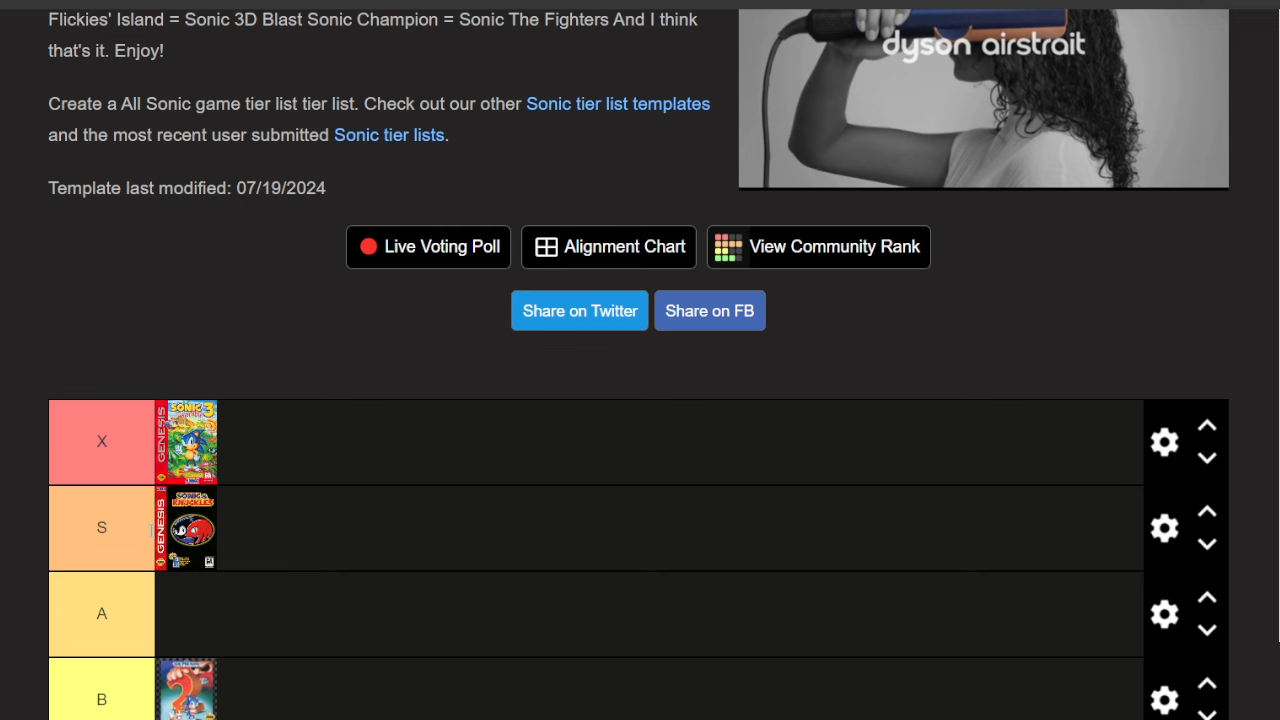 Flickies' Island = Sonic 3D Blast Sonic Champion = Sonic The Fighters And I think
that's it. Enjoy!
dyson airstrait
Create a All Sonic game tier list tier list. Check out our other Sonic tier list templates
and the most recent user submitted Sonic tier lists.
Template last modified: 07/19/2024
Live Voting Poll
Alignment Chart
View Community Rank
Share on Twitter
Share on FB
X
GENESIS
SONIC 3
S
GENESIS
SONIC &
KNUCKLES
A
B
2